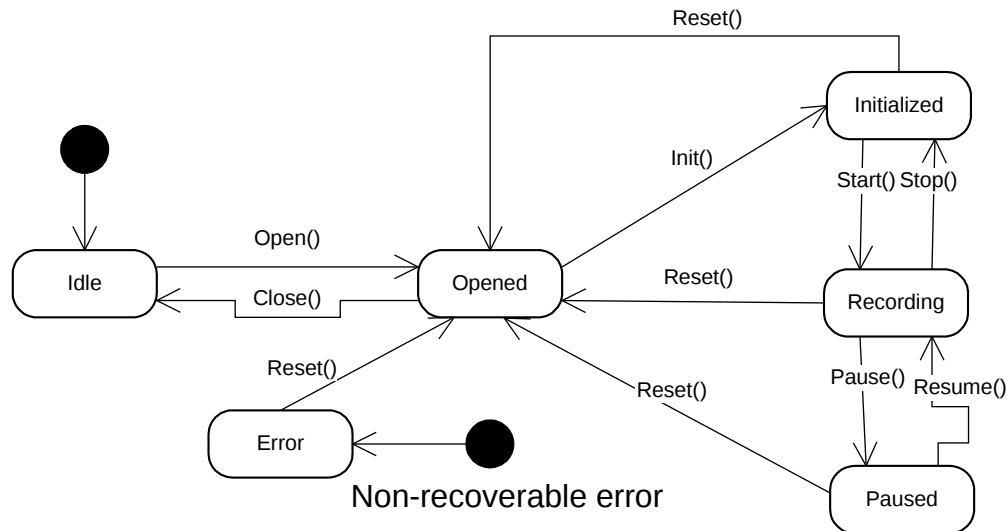 Reset()
Initialized
Init()
Start() Stop()
Open()
Idle
Opened
Close()
Reset()
Recording
Reset()
Pause() Resume()
Reset()
Error
Non-recoverable error
Paused